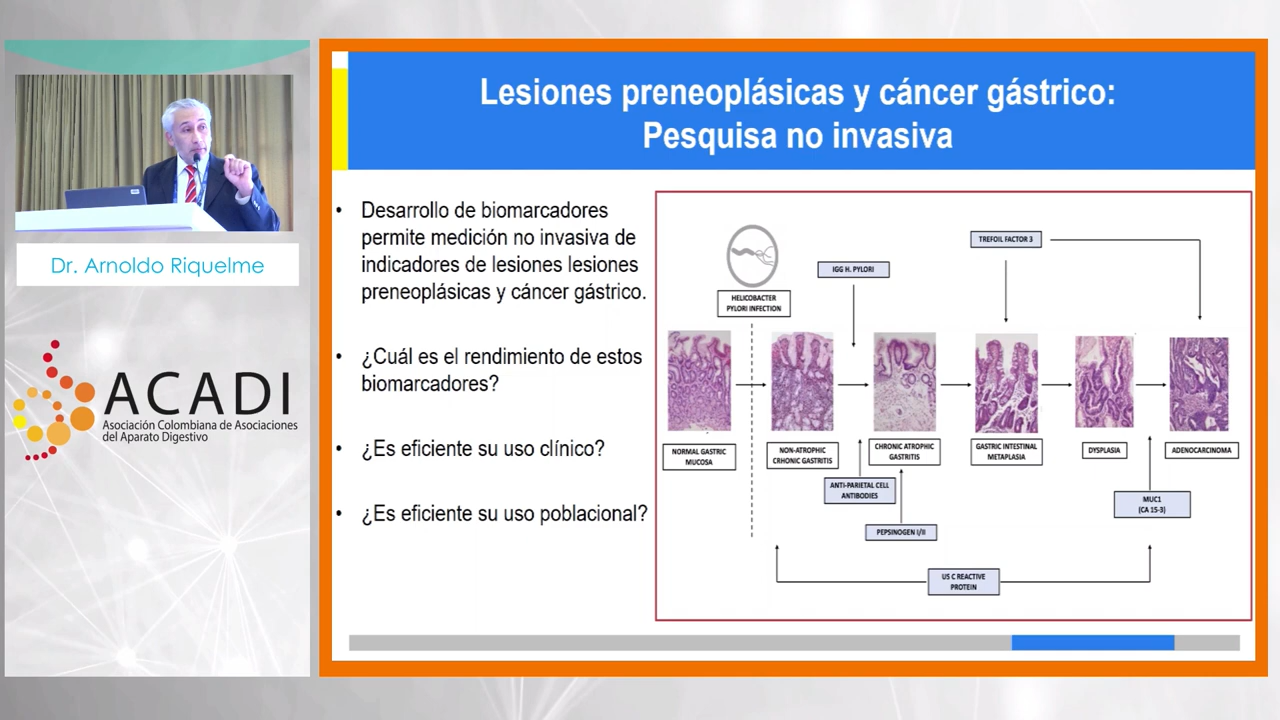 Lesiones preneoplásicas y cáncer gástrico:
Pesquisa no invasiva
Dr. Arnoldo Riquelme
ACADI
Asociación Colombiana de Asociaciones
del Aparato Digestivo
• Desarrollo de biomarcadores
permite medición no invasiva de
indicadores de lesiones lesiones
preneoplásicas y cáncer gástrico.
• ¿Cuál es el rendimiento de estos
biomarcadores?
• ¿Es eficiente su uso clínico?
• ¿Es eficiente su uso poblacional?
TREFOIL FACTOR 3
IGG H. PYLORI
HELICOBACTER
PYLORI INFECTION
NORMAL GASTRIC
MUCOSA
NON-ATROPHIC
CRHONIC GASTRITIS
CHRONIC ATROPHIC
GASTRITIS
GASTRIC INTESTINAL
METAPLASIA
DYSPLASIA
ADENOCARCINOMA
ANTI-PARIETAL CELL
ANTIBODIES
MUC1
(CA 15-3)
PEPSINOGEN I/II
US C REACTIVE
PROTEIN